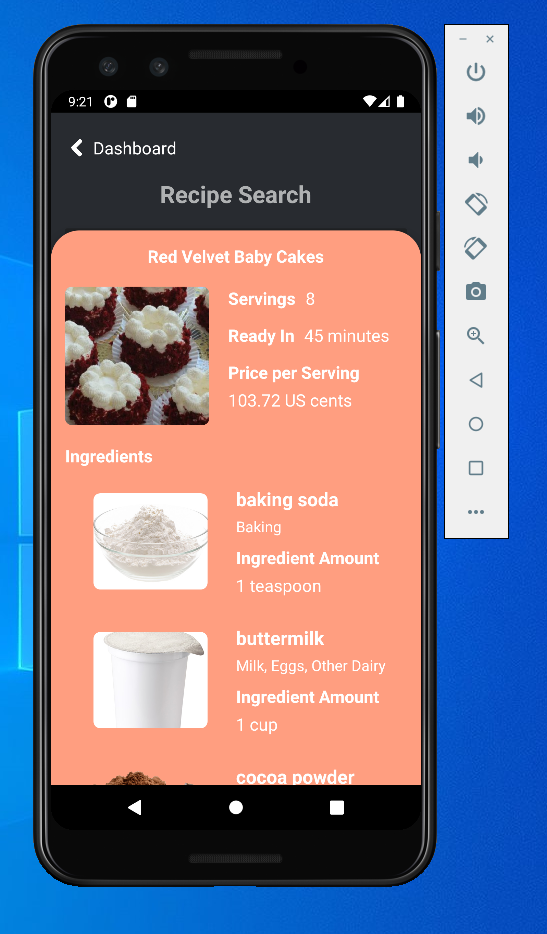 9:21
Dashboard
Recipe Search
Red Velvet Baby Cakes
Servings 8
Ready In 45 minutes
Price per Serving
103.72 US cents
Ingredients
baking soda
Baking
Ingredient Amount
1 teaspoon
buttermilk
Milk, Eggs, Other Dairy
Ingredient Amount
1 cup
cocoa powder